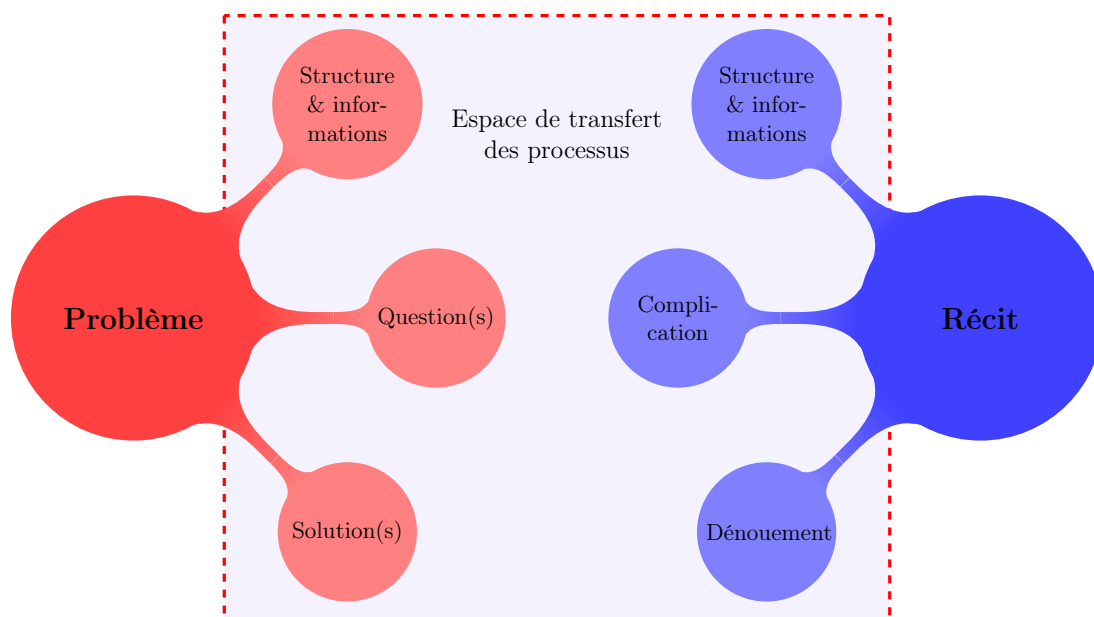 Structure
& infor-
mations
Structure
& infor-
mations
Espace de transfert
des processus
Problème
Question(s)
Compli-
cation
Récit
Solution(s)
Dénouement